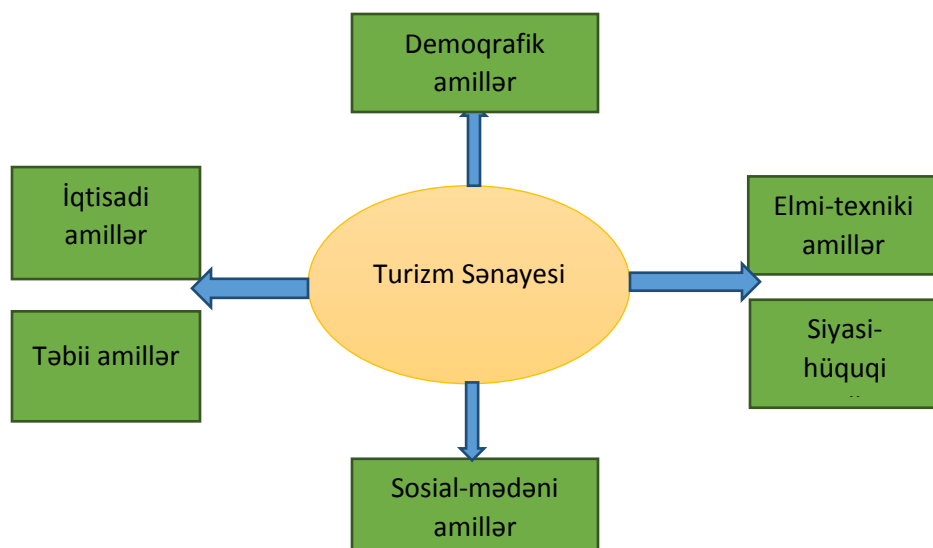 Demoqrafik
amillər
İqtisadi
amillər
Elmi-texniki
amillər
Turizm Sənayesi
Təbii amillər
Siyasi-
hüquqi
Sosial-mədəni
amillər